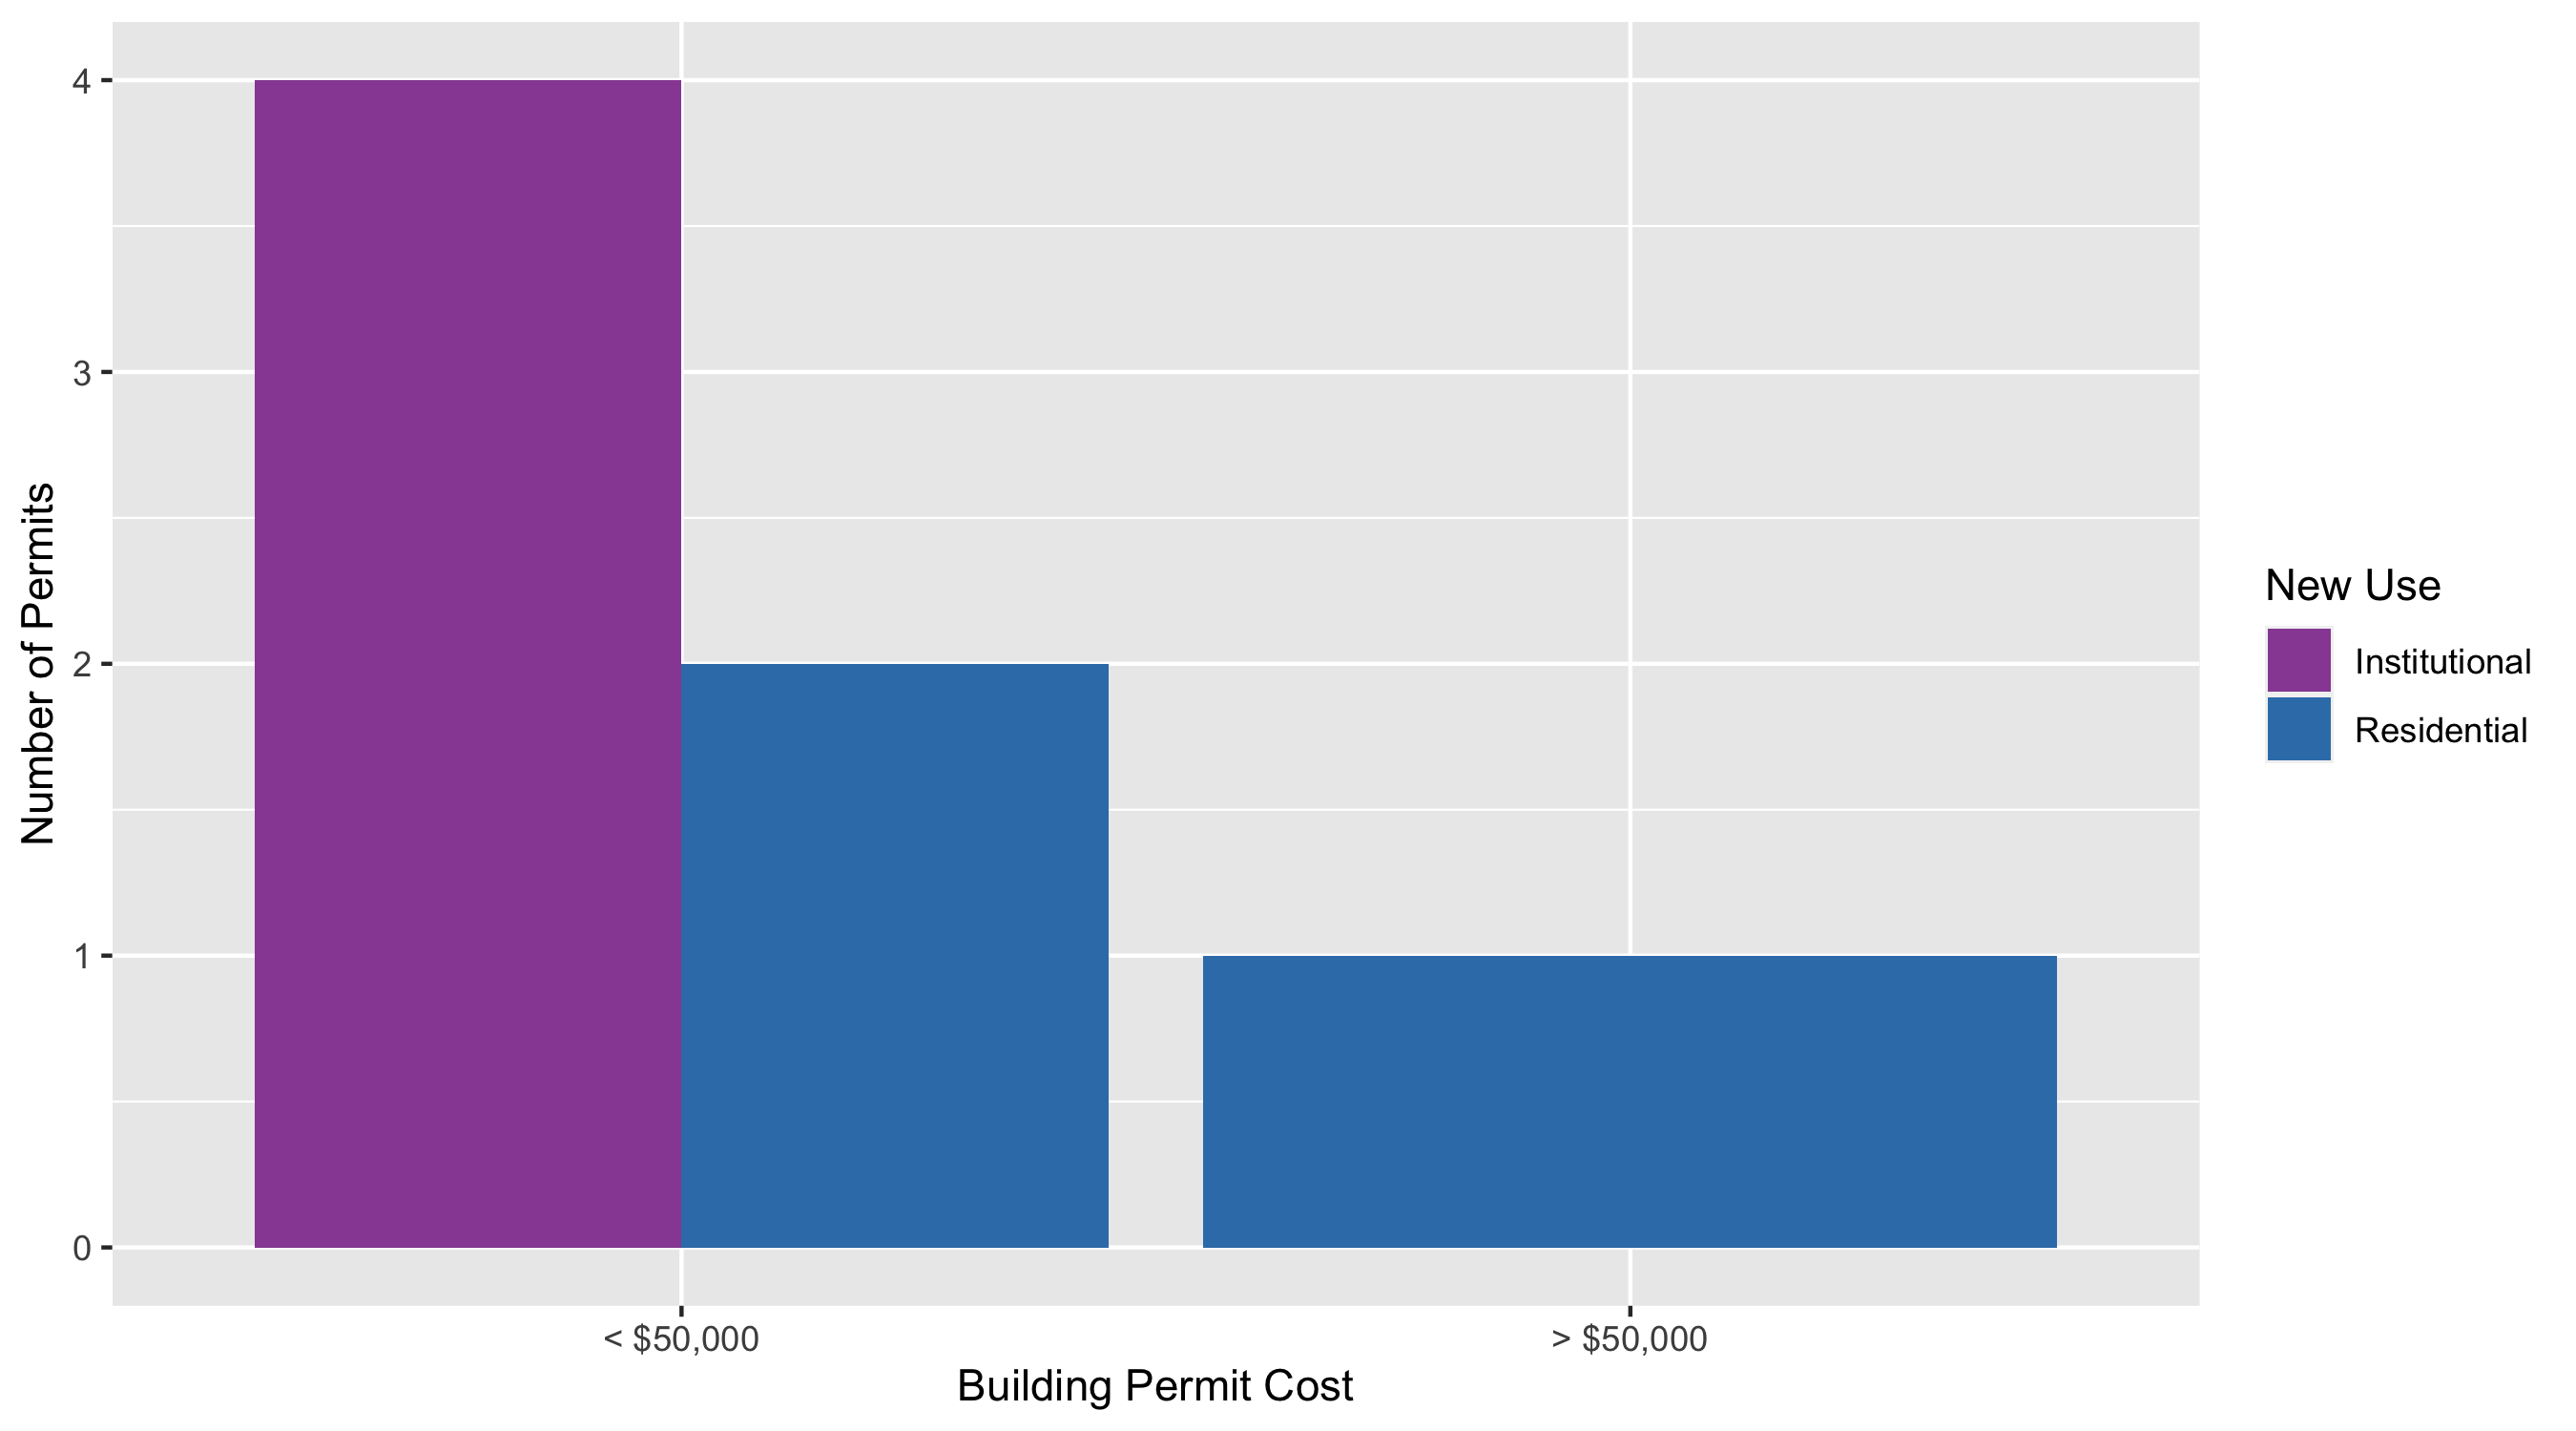 4
3
2
1
0
Number of Permits
< $50,000
> $50,000
Building Permit Cost
New Use
Institutional
Residential